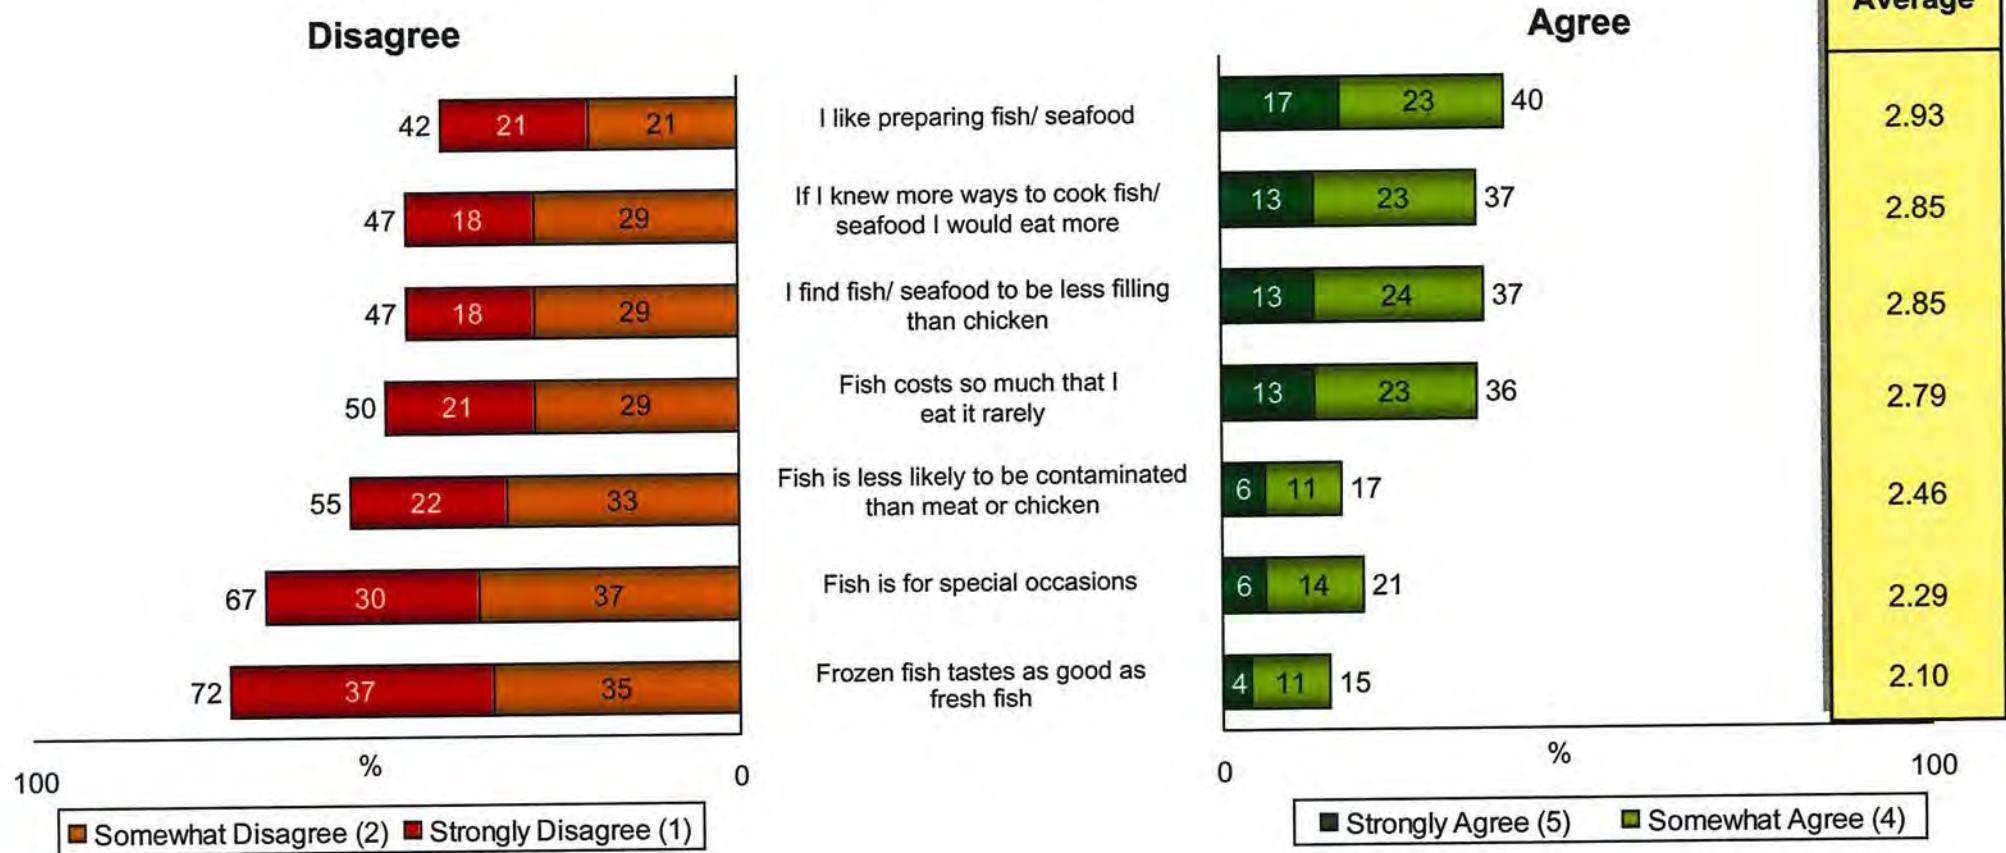 Average
Disagree
Agree
42 21 21 I like preparing fish/ seafood 17 23 40 2.93
If I knew more ways to cook fish/
47 18 29 seafood I would eat more 13 23 37 2.85
I find fish/ seafood to be less filling
47 18 29 than chicken 13 24 37 2.85
Fish costs so much that I
50 21 29 eat it rarely 13 23 36 2.79
Fish is less likely to be contaminated
55 22 33 than meat or chicken 6 11 17 2.46
67 30 37 Fish is for special occasions 6 14 21 2.29
Frozen fish tastes as good as
72 37 35 fresh fish 4 11 15 2.10
100 % 0 0 % 100
Somewhat Disagree (2) Strongly Disagree (1) Strongly Agree (5) Somewhat Agree (4)